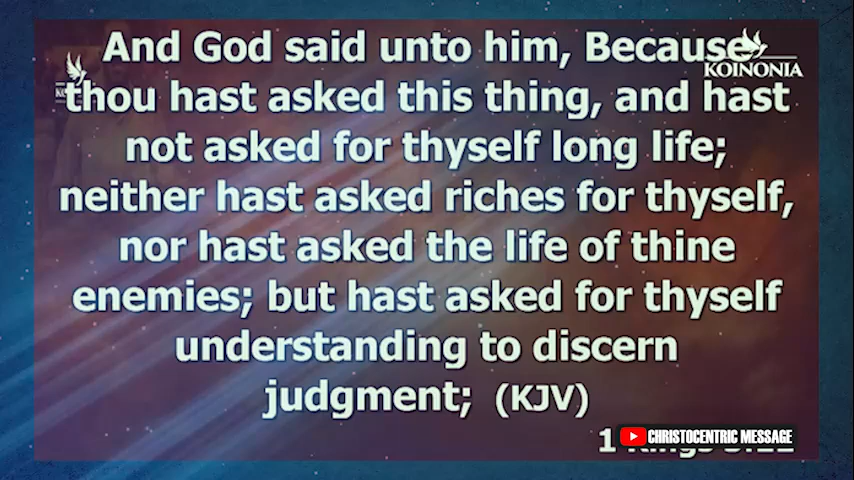 And God said unto him, Because
KOINONIA
thou hast asked this thing, and hast
not asked for thyself long life;
neither hast asked riches for thyself,
nor hast asked the life of thine
enemies; but hast asked for thyself
understanding to discern
judgment; (KJV)
CHRISTOCENTRIC MESSAGE
1